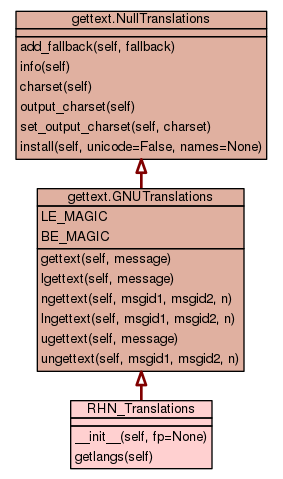 gettext.NullTranslations
add_fallback(self, fallback)
info(self)
charset(self)
output_charset(self)
set_output_charset(self, charset)
install(self, unicode=False, names=None)
gettext.GNUTranslations
LE_MAGIC
BE_MAGIC
gettext(self, message)
lgettext(self, message)
ngettext(self, msgid1, msgid2, n)
lngettext(self, msgid1, msgid2, n)
ugettext(self, message)
ungettext(self, msgid1, msgid2, n)
RHN_Translations
__init__(self, fp=None)
getlangs(self)